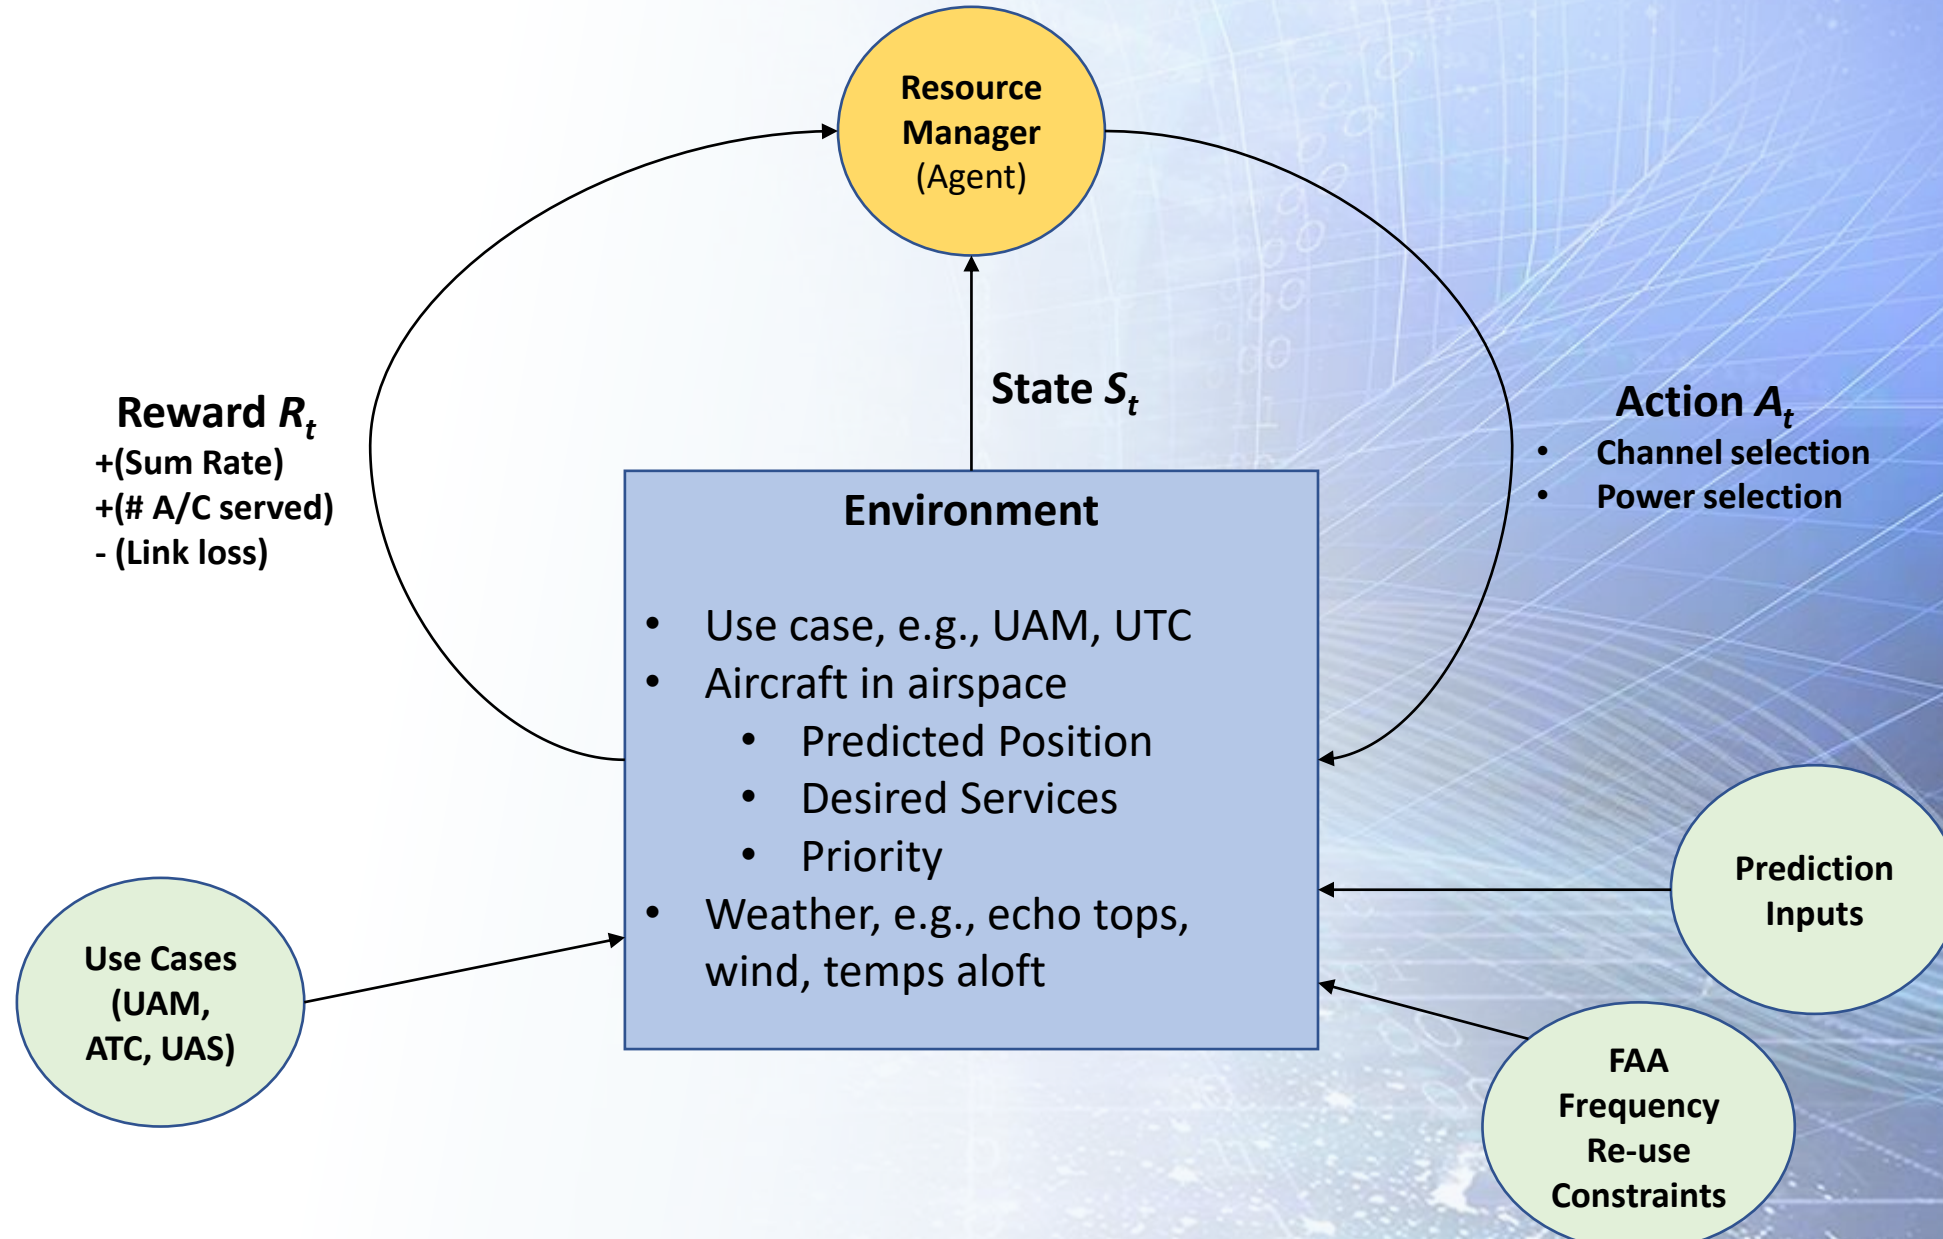 Resource
Manager
(Agent)
Reward Rt
+(Sum Rate)
+(# A/C served)
- (Link loss)
State St
Action At
• Channel selection
• Power selection
Environment
• Use case, e.g., UAM, UTC
• Aircraft in airspace
• Predicted Position
• Desired Services
• Priority
• Weather, e.g., echo tops,
wind, temps aloft
Use Cases
(UAM,
ATC, UAS)
Prediction
Inputs
FAA
Frequency
Re-use
Constraints